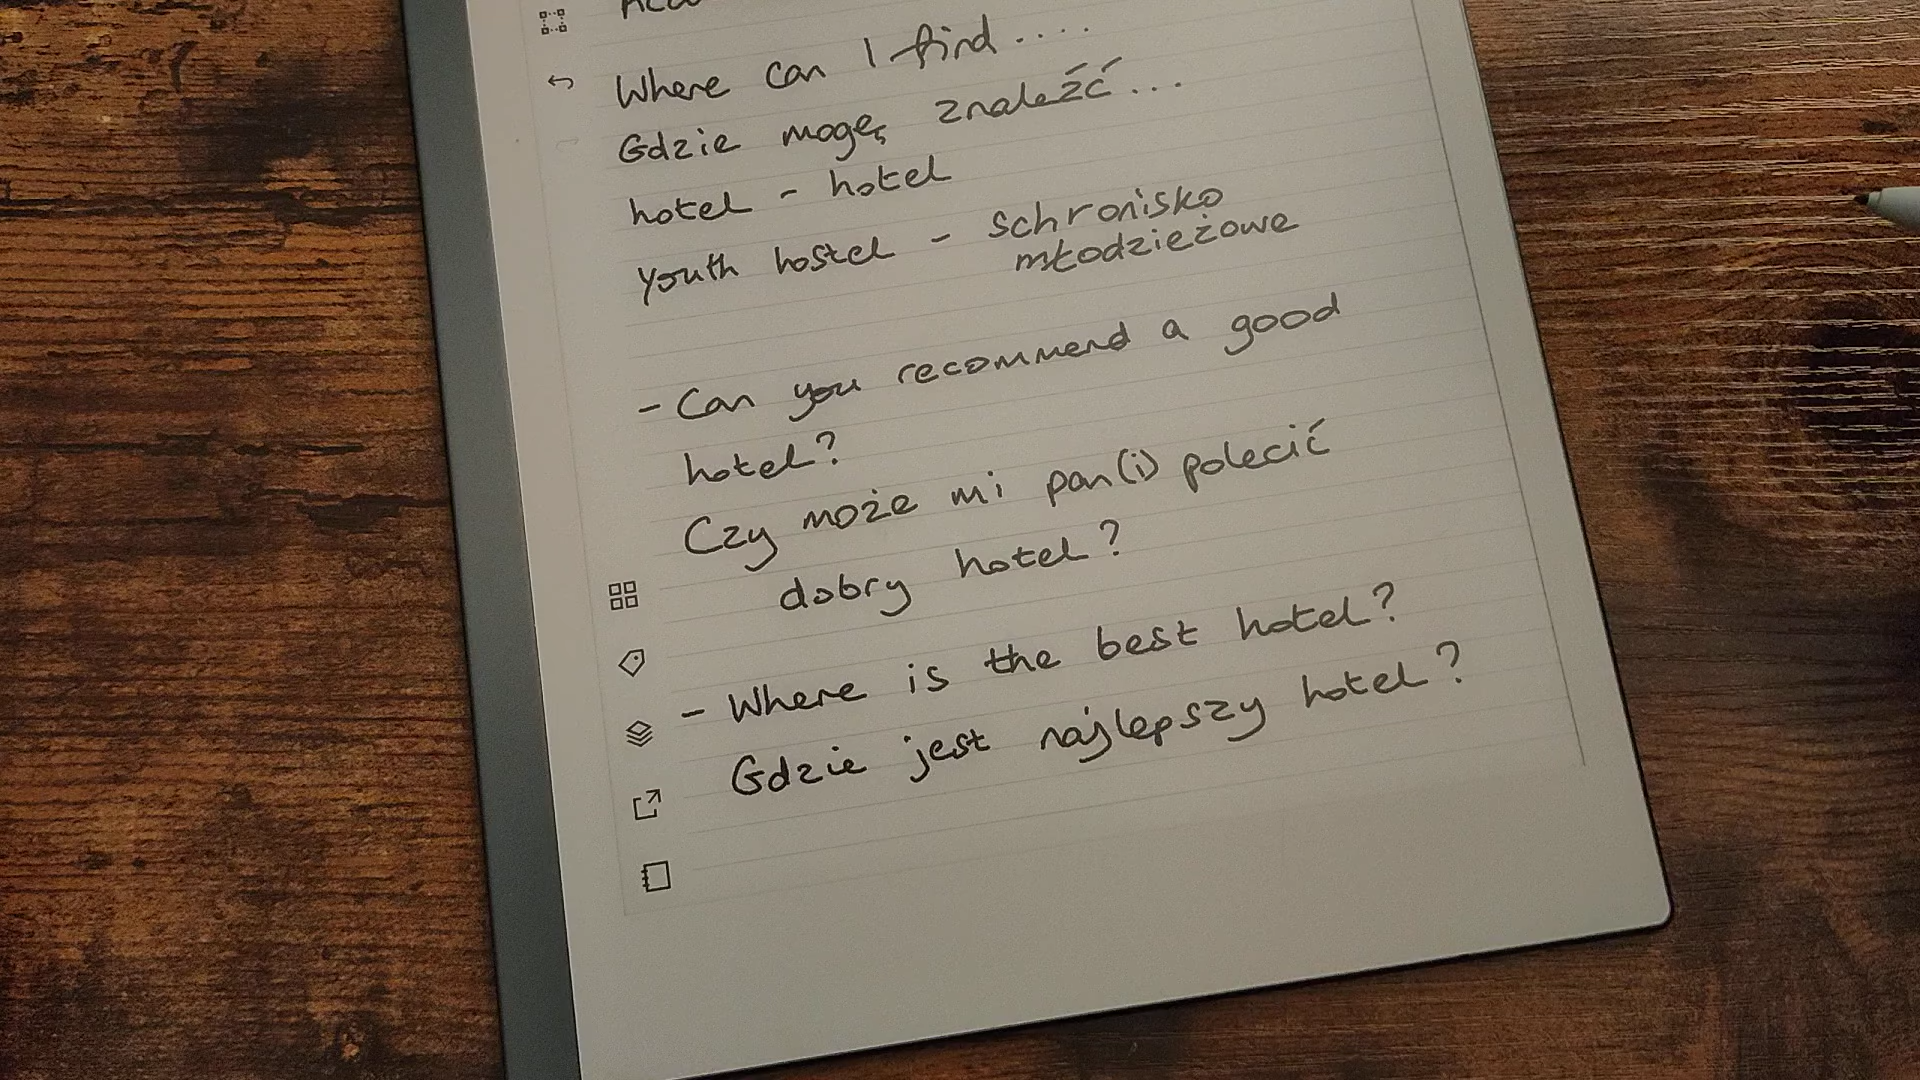 Where can I find ....
Gdzie mogę znaleźć ...
hotel - hotel
youth hostel - schronisko
młodzieżowe
- Can you recommend a good
hotel?
Czy może mi pan(i) polecić
dobry hotel?
- Where is the best hotel?
Gdzie jest najlepszy hotel?